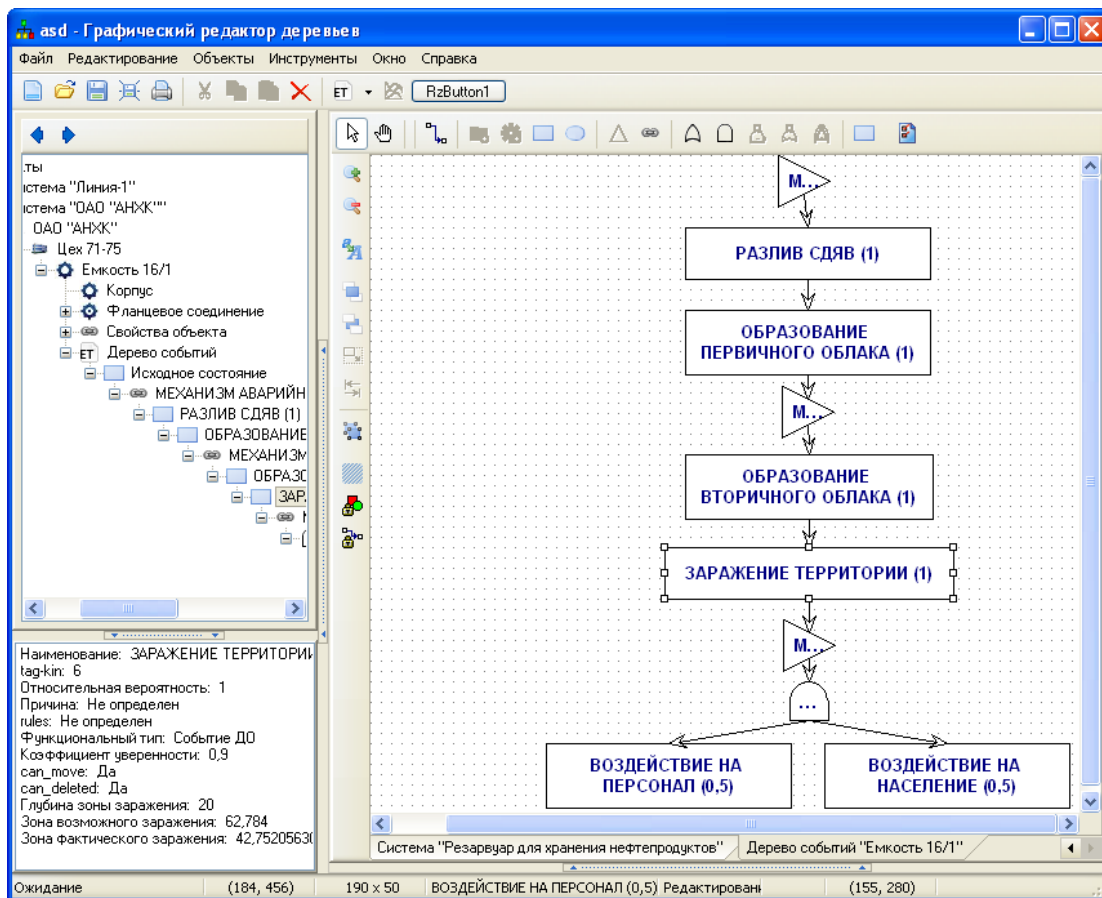 asd - Графический редактор деревьев
Файл Редактирование Объекты Инструменты Окно Справка
ET RzButton1
.ты
истема "Линия-1"
истема "ОАО "АНХК""
ОАО "АНХК"
Цех 71-75
Емкость 16/1
Корпус
Фланцевое соединение
Свойства объекта
ET Дерево событий
Исходное состояние
МЕХАНИЗМ АВАРИЙН
РАЗЛИВ СДЯВ (1)
ОБРАЗОВАНИЕ
МЕХАНИЗМ
ОБРАЗО
ЗАР.
Наименование: ЗАРАЖЕНИЕ ТЕРРИТОРИИ
tag-kin: 6
Относительная вероятность: 1
Причина: Не определен
rules: Не определен
Функциональный тип: Событие ДО
Коэффициент уверенности: 0,9
can_move: Да
can_deleted: Да
Глубина зоны заражения: 20
Зона возможного заражения: 62,784
Зона фактического заражения: 42,7520563(
М...
РАЗЛИВ СДЯВ (1)
ОБРАЗОВАНИЕ
ПЕРВИЧНОГО ОБЛАКА (1)
М...
ОБРАЗОВАНИЕ
ВТОРИЧНОГО ОБЛАКА (1)
ЗАРАЖЕНИЕ ТЕРРИТОРИИ (1)
М...
...
ВОЗДЕЙСТВИЕ НА
ПЕРСОНАЛ (0,5)
ВОЗДЕЙСТВИЕ НА
НАСЕЛЕНИЕ (0,5)
Система "Резарвуар для хранения нефтепродуктов" Дерево событий "Емкость 16/1"
Ожидание (184, 456) 190 x 50 ВОЗДЕЙСТВИЕ НА ПЕРСОНАЛ (0,5) Редактировани (155, 280)